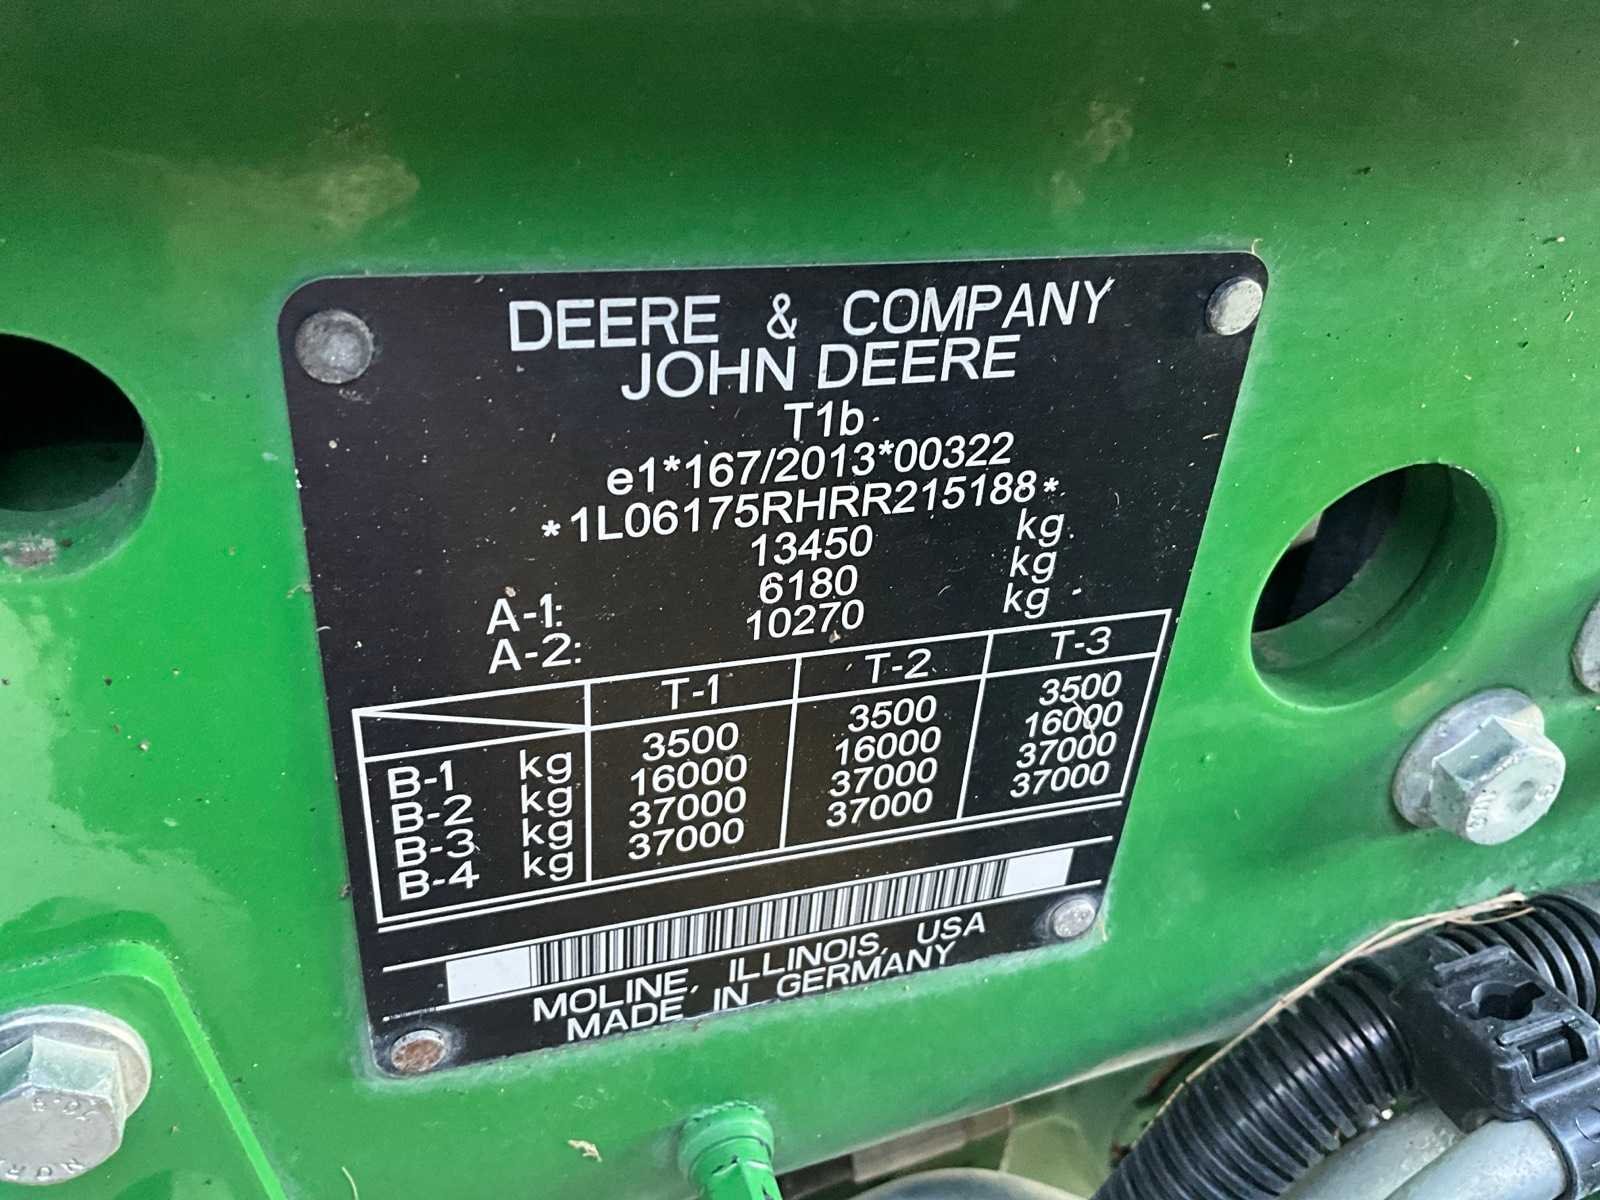 DEERE & COMPANY
JOHN DEERE
T1b
e1*167/2013*00322
*1L06175RHRR215188*
13450 kg
A-1: 6180 kg
A-2: 10270 kg
T-1 T-2 T-3
B-1 kg 3500 3500 3500
B-2 kg 16000 16000 16000
B-3 kg 37000 37000 37000
B-4 kg 37000 37000 37000
MOLINE, ILLINOIS, USA
MADE IN GERMANY